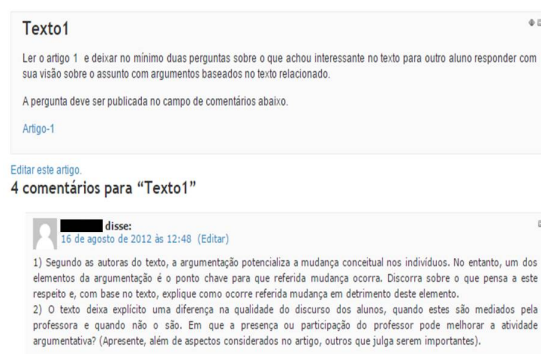 Texto1
Ler o artigo 1 e deixar no mínimo duas perguntas sobre o que achou interessante no texto para outro aluno responder com
sua visão sobre o assunto com argumentos baseados no texto relacionado.
A pergunta deve ser publicada no campo de comentários abaixo.
Artigo-1
Editar este artigo.
4 comentários para “Texto1”
disse:
16 de agosto de 2012 às 12:48 (Editar)
1) Segundo as autoras do texto, a argumentação potencializa a mudança conceitual nos indivíduos. No entanto, um dos
elementos da argumentação é o ponto chave para que referida mudança ocorra. Discorra sobre o que pensa a este
respeito e, com base no texto, explique como ocorre referida mudança em detrimento deste elemento.
2) O texto deixa explícito uma diferença na qualidade do discurso dos alunos, quando estes são mediados pela
professora e quando não o são. Em que a presença ou participação do professor pode melhorar a atividade
argumentativa? (Apresente, além de aspectos considerados no artigo, outros que julga serem importantes).